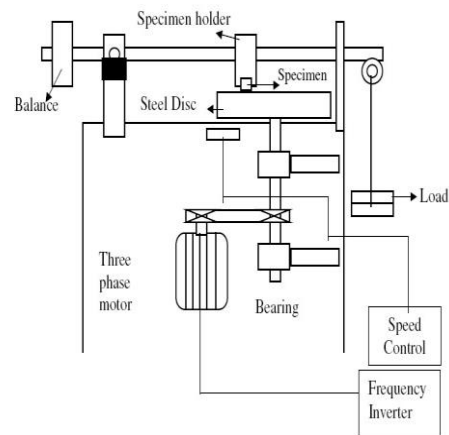 Specimen holder
Specimen
Balance
Steel Disc
Load
Three
phase
motor
Bearing
Speed
Control
Frequency
Inverter